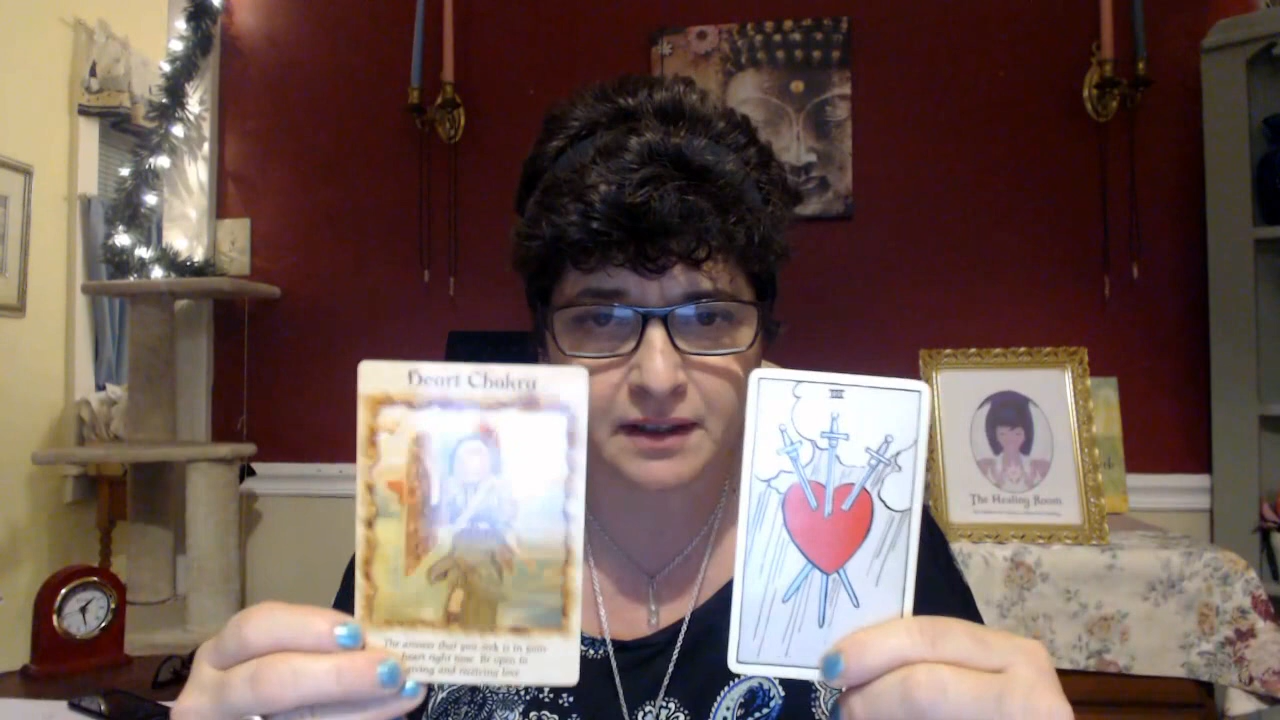 Heart Chakra
The answer that you seek is in your
heart right now. Be open to
giving and receiving love
III
The Healing Room